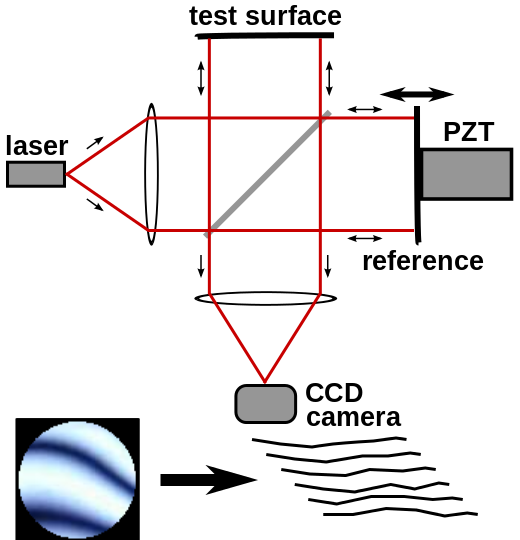 test surface
laser
PZT
reference
CCD
camera